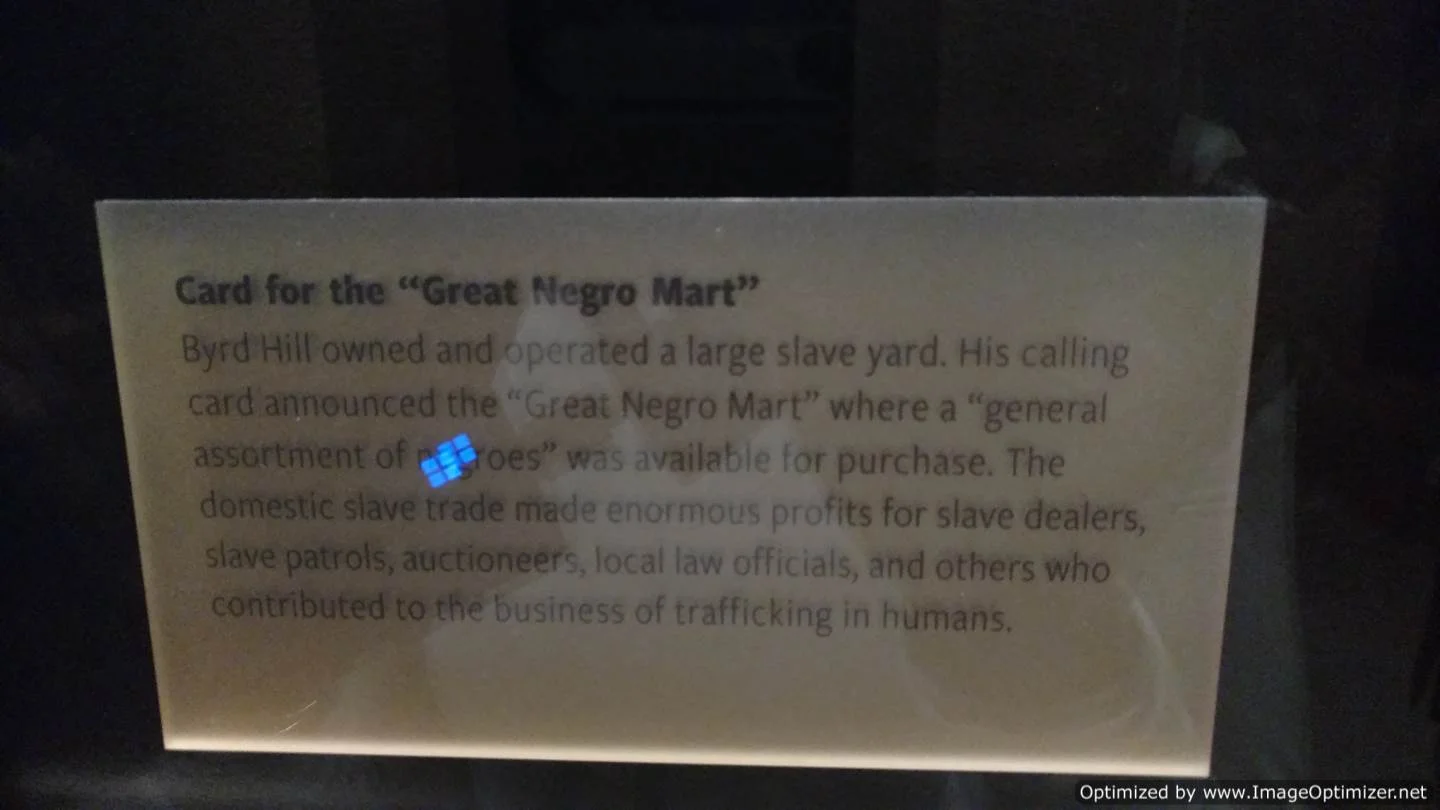 Card for the “Great Negro Mart”
Byrd Hill owned and operated a large slave yard. His calling
card announced the “Great Negro Mart” where a “general
assortment of negroes” was available for purchase. The
domestic slave trade made enormous profits for slave dealers,
slave patrols, auctioneers, local law officials, and others who
contributed to the business of trafficking in humans.
Optimized by www.ImageOptimizer.net